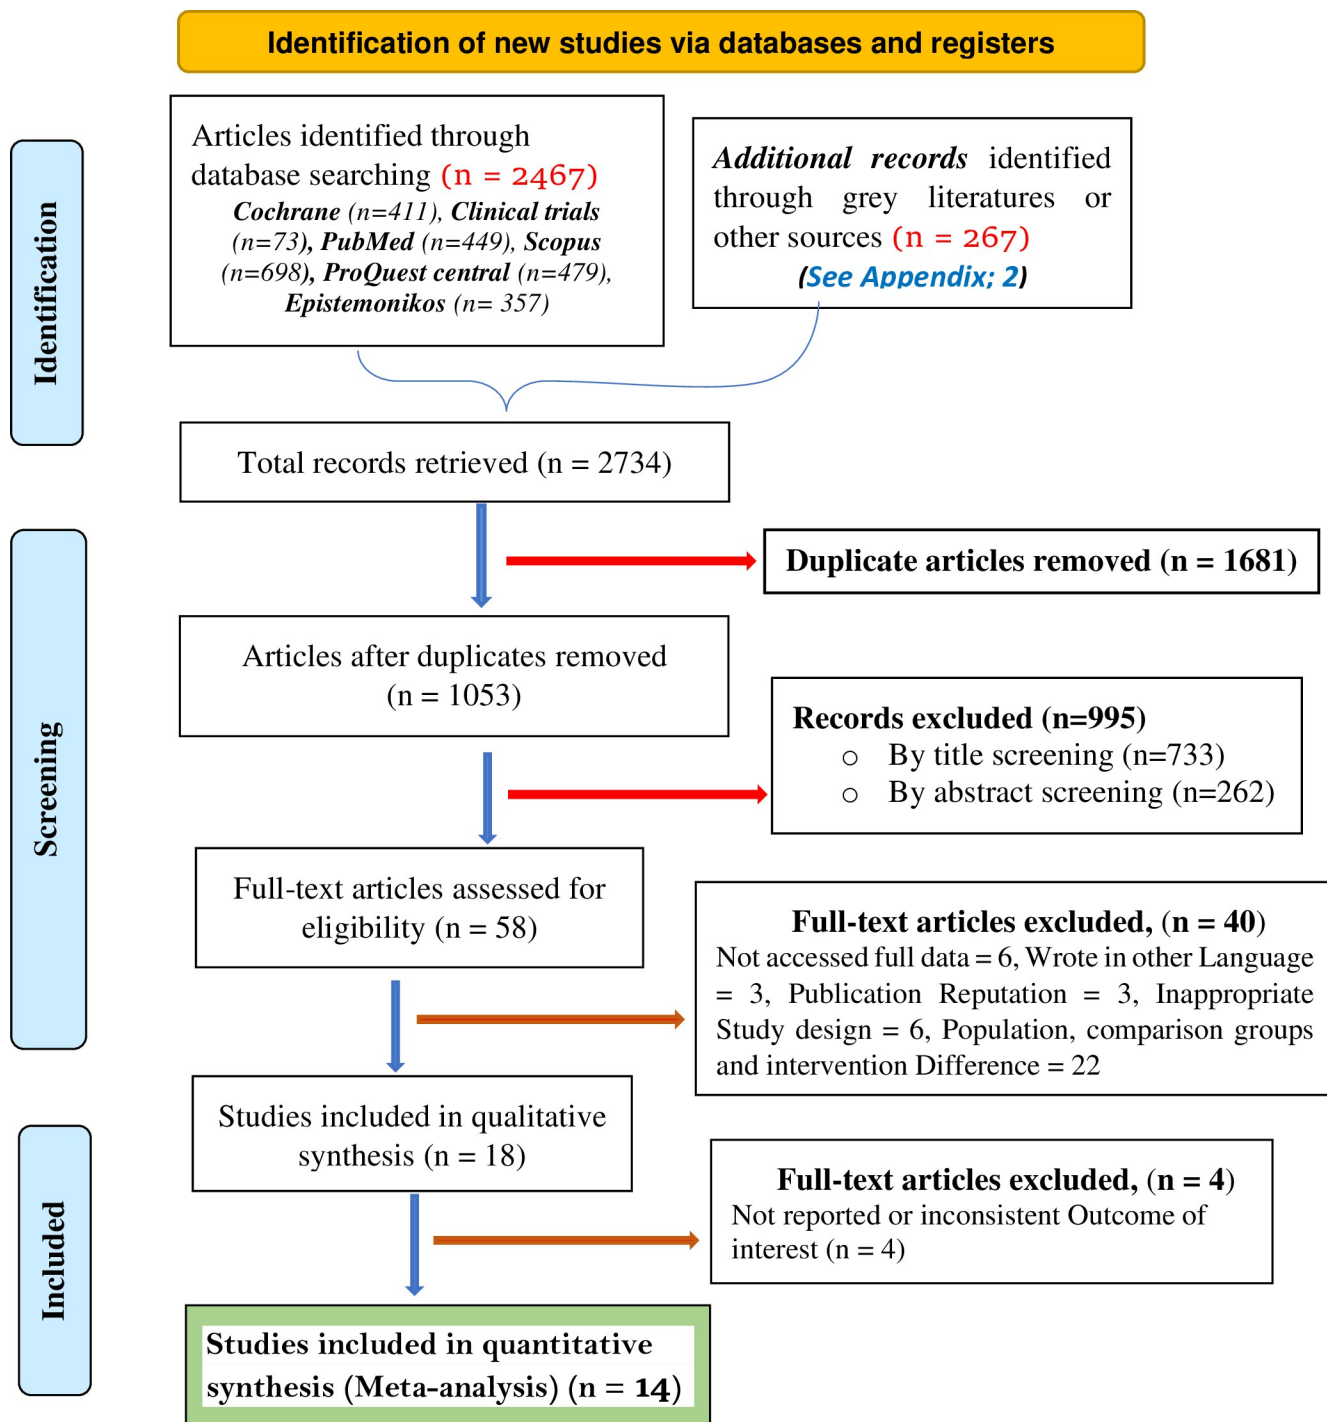 Identification of new studies via databases and registers
Identification
Articles identified through
database searching (n = 2467)
Cochrane (n=411), Clinical trials
(n=73), PubMed (n=449), Scopus
(n=698), ProQuest central (n=479),
Epistemonikos (n= 357)
Additional records identified
through grey literatures or
other sources (n = 267)
(See Appendix; 2)
Total records retrieved (n = 2734)
Screening
Duplicate articles removed (n = 1681)
Articles after duplicates removed
(n = 1053)
Records excluded (n=995)
o By title screening (n=733)
o By abstract screening (n=262)
Full-text articles assessed for
eligibility (n = 58)
Full-text articles excluded, (n = 40)
Not accessed full data = 6, Wrote in other Language
= 3, Publication Reputation = 3, Inappropriate
Study design = 6, Population, comparison groups
and intervention Difference = 22
Included
Studies included in qualitative
synthesis (n = 18)
Full-text articles excluded, (n = 4)
Not reported or inconsistent Outcome of
interest (n = 4)
Studies included in quantitative
synthesis (Meta-analysis) (n = 14)